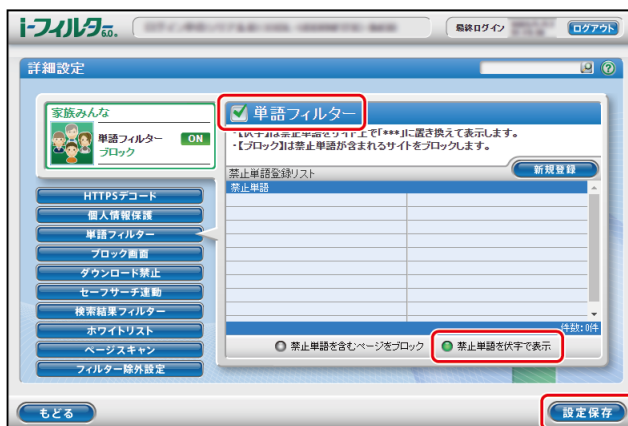 i-フィルター6.0.
最終ログイン
ログアウト
詳細設定
家族みんな
単語フィルター ON
ブロック
HTTPSデコード
個人情報保護
単語フィルター
ブロック画面
ダウンロード禁止
セーフサーチ連動
検索結果フィルター
ホワイトリスト
ページスキャン
フィルター除外設定
単語フィルター
・【伏字】は禁止単語をサイト上で「***」に置き換えて表示します。
・【ブロック】は禁止単語が含まれるサイトをブロックします。
禁止単語登録リスト
新規登録
禁止単語
件数:0件
禁止単語を含むページをブロック
禁止単語を伏字で表示
もどる
設定保存